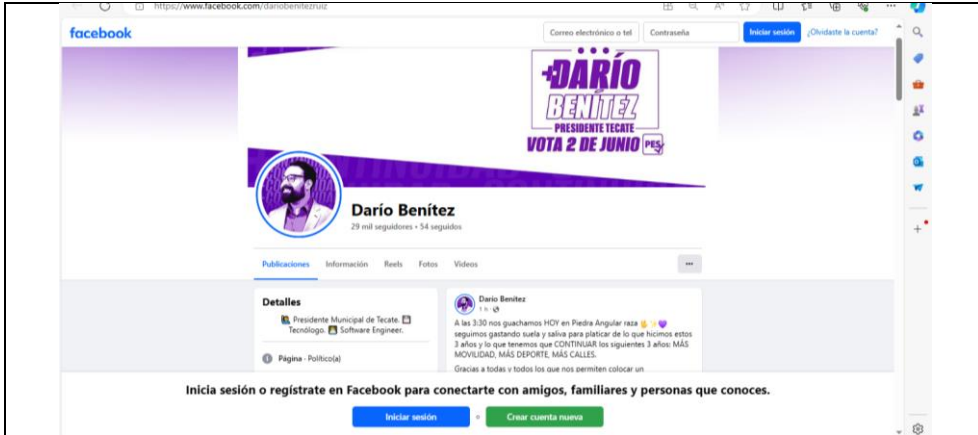 https://www.facebook.com/dariobenitezruiz
facebook
Correo electrónico o tel
Contraseña
Iniciar sesión
¿Olvidaste la cuenta?
+DARÍO
BENÍTEZ
PRESIDENTE TECATE
VOTA 2 DE JUNIO PES
Darío Benítez
29 mil seguidores • 54 seguidos
Publicaciones Información Reels Fotos Videos
Detalles
Presidente Municipal de Tecate.
Tecnólogo. Software Engineer.
Página · Político(a)
Darío Benítez
1 h
A las 3:30 nos guachamos HOY en Piedra Angular raza
seguimos gastando suela y saliva para platicar de lo que hicimos estos
3 años y lo que tenemos que CONTINUAR los siguientes 3 años: MÁS
MOVILIDAD, MÁS DEPORTE, MÁS CALLES.
Gracias a todas y todos los que nos permiten colocar un
Inicia sesión o regístrate en Facebook para conectarte con amigos, familiares y personas que conoces.
Iniciar sesión o Crear cuenta nueva